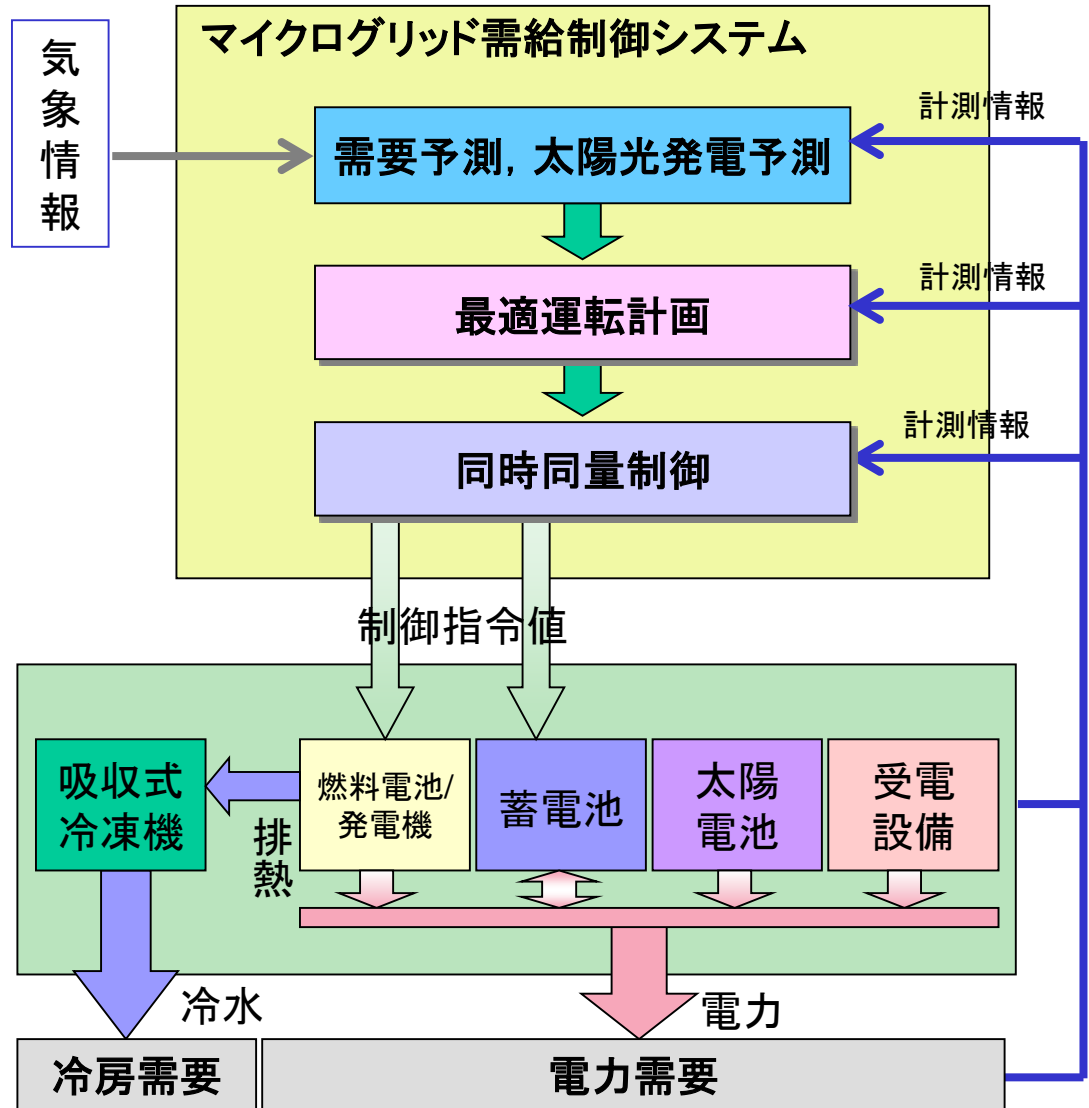 マイクログリッド需給制御システム
気象情報
計測情報
需要予測，太陽光発電予測
計測情報
最適運転計画
計測情報
同時同量制御
制御指令値
吸収式
冷凍機
排熱
燃料電池/
発電機
蓄電池
太陽
電池
受電
設備
冷水
電力
冷房需要
電力需要